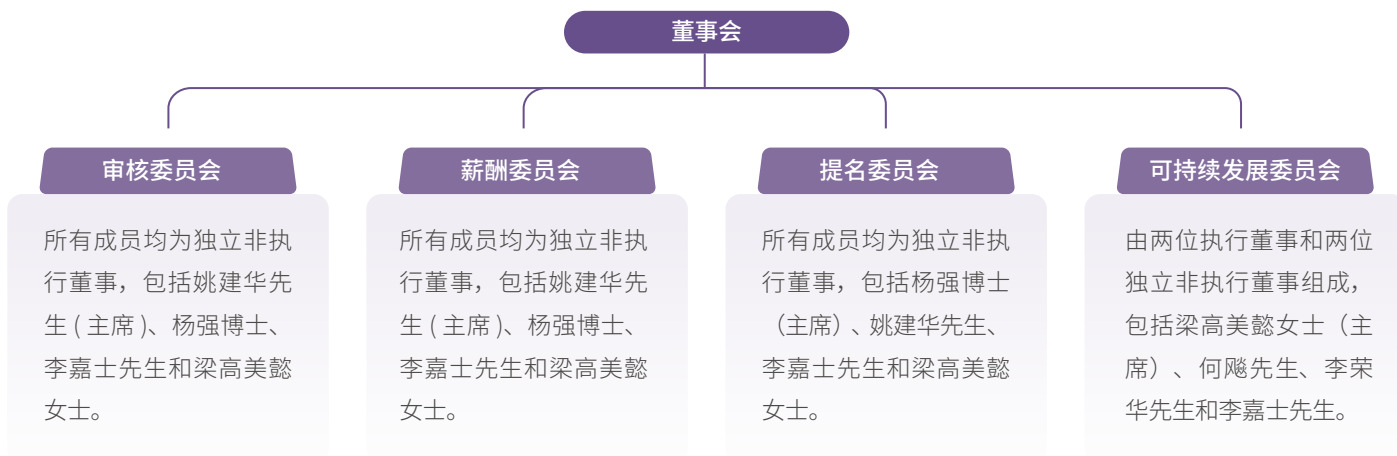 董事会
审核委员会
所有成员均为独立非执
行董事，包括姚建华先
生 ( 主席 )、杨强博士、
李嘉士先生和梁高美懿
女士。
薪酬委员会
所有成员均为独立非执
行董事，包括姚建华先
生 ( 主席 )、杨强博士、
李嘉士先生和梁高美懿
女士。
提名委员会
所有成员均为独立非执
行董事，包括杨强博士
（主席）、姚建华先生、
李嘉士先生和梁高美懿
女士。
可持续发展委员会
由两位执行董事和两位
独立非执行董事组成，
包括梁高美懿女士（主
席）、何飚先生、李荣
华先生和李嘉士先生。